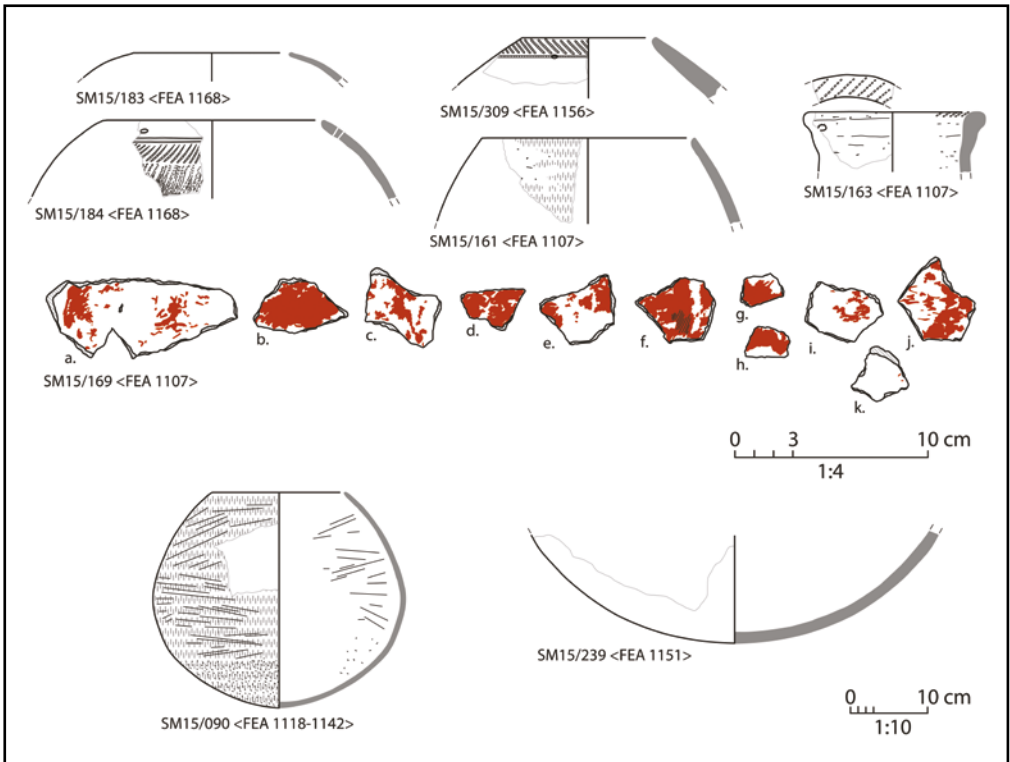 SM15/183 <FEA 1168>
SM15/309 <FEA 1156>
SM15/184 <FEA 1168>
SM15/161 <FEA 1107>
SM15/163 <FEA 1107>
a.
b.
c.
d.
e.
f.
g.
h.
i.
j.
k.
SM15/169 <FEA 1107>
0 3 10 cm
1:4
SM15/090 <FEA 1118-1142>
SM15/239 <FEA 1151>
0 10 cm
1:10